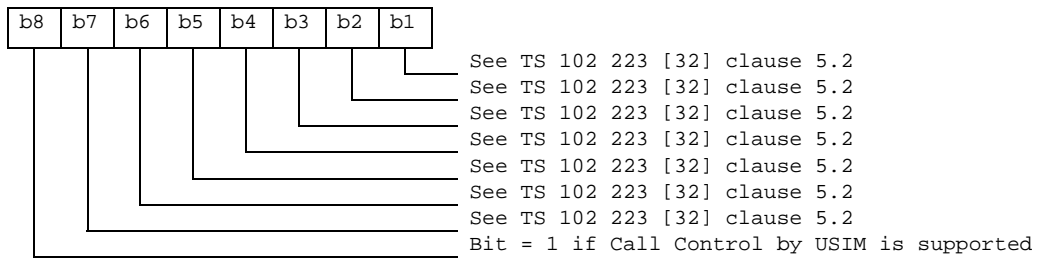 b8 b7 b6 b5 b4 b3 b2 b1
See TS 102 223 [32] clause 5.2
See TS 102 223 [32] clause 5.2
See TS 102 223 [32] clause 5.2
See TS 102 223 [32] clause 5.2
See TS 102 223 [32] clause 5.2
See TS 102 223 [32] clause 5.2
See TS 102 223 [32] clause 5.2
Bit = 1 if Call Control by USIM is supported